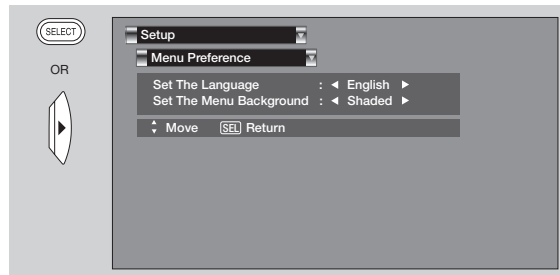 SELECT
OR
Setup
Menu Preference
Set The Language : ◄ English ►
Set The Menu Background : ◄ Shaded ►
Move SEL Return